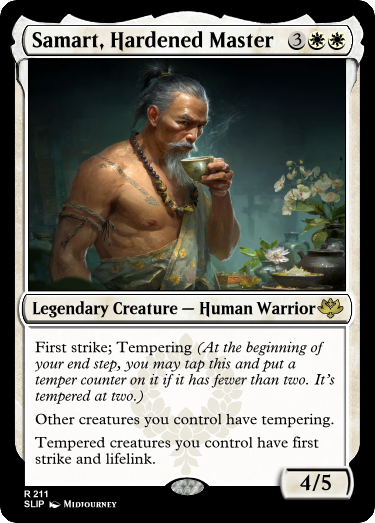 Samart, Hardened Master 3
Legendary Creature — Human Warrior
First strike; Tempering (At the beginning of
your end step, you may tap this and put a
temper counter on it if it has fewer than two. It's
tempered at two.)
Other creatures you control have tempering.
Tempered creatures you control have first
strike and lifelink.
4/5
R 211
SLIP Midjourney